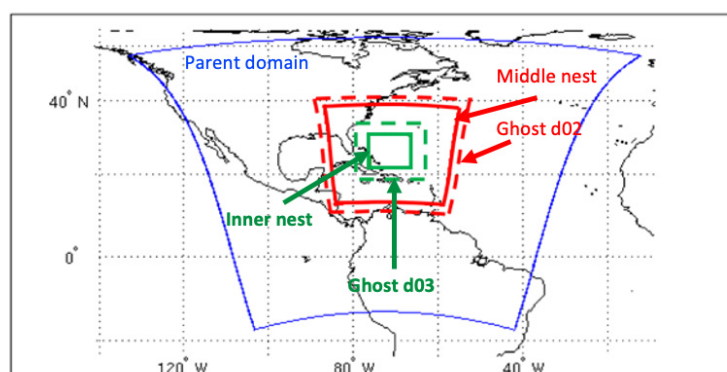 Parent domain
Middle nest
40° N
Ghost d02
Inner nest
0°
Ghost d03
120° W
80° W
40° W